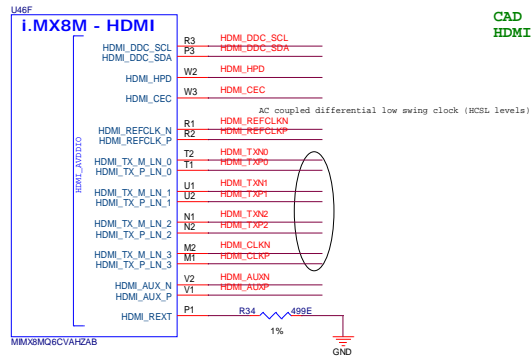 U46F
CAD
HDMI
i.MX8M - HDMI
HDMI_DDC_SCL R3 HDMI_DDC_SCL
HDMI_DDC_SDA P3 HDMI_DDC_SDA
HDMI_HPD W2 HDMI_HPD
HDMI_CEC W3 HDMI_CEC
AC coupled differential low swing clock (HCSL levels)
HDMI_REFCLK_N R1 HDMI_REFCLKN
HDMI_REFCLK_P R2 HDMI_REFCLKP
HDMI_AVDDIO
HDMI_TX_M_LN_0 T2 HDMI_TXN0
HDMI_TX_P_LN_0 T1 HDMI_TXP0
HDMI_TX_M_LN_1 U1 HDMI_TXN1
HDMI_TX_P_LN_1 U2 HDMI_TXP1
HDMI_TX_M_LN_2 N1 HDMI_TXN2
HDMI_TX_P_LN_2 N2 HDMI_TXP2
HDMI_TX_M_LN_3 M2 HDMI_CLKN
HDMI_TX_P_LN_3 M1 HDMI_CLKP
HDMI_AUX_N V2 HDMI_AUXN
HDMI_AUX_P V1 HDMI_AUXP
HDMI_REXT P1 R34 499E
1%
MIMX8MQ6CVAHZAB
GND